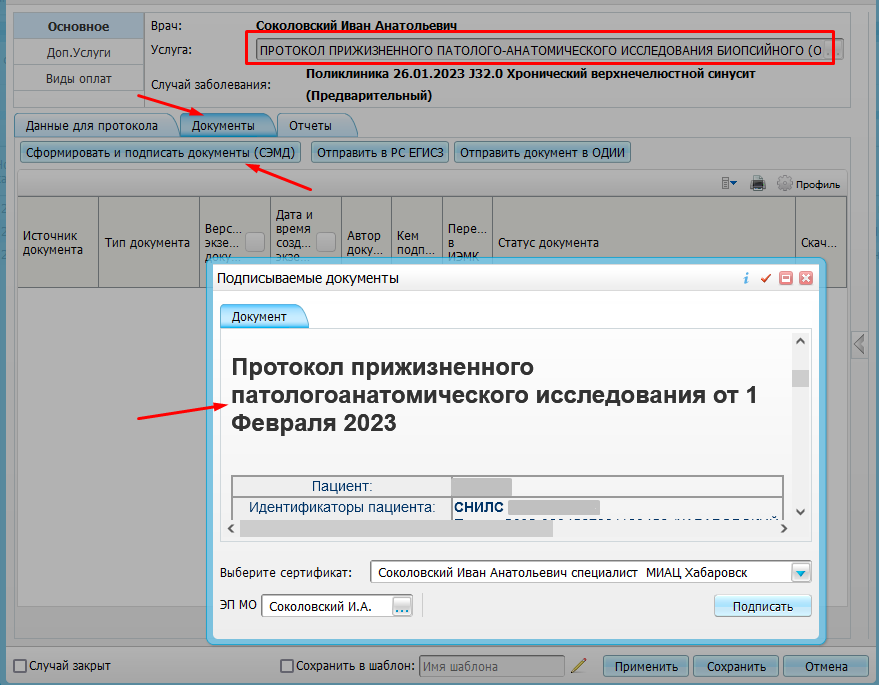 Основное
Доп.Услуги
Виды оплат
Врач: Соколовский Иван Анатольевич
Услуга: ПРОТОКОЛ ПРИЖИЗНЕННОГО ПАТОЛОГО-АНАТОМИЧЕСКОГО ИССЛЕДОВАНИЯ БИОПСИЙНОГО (О
Случай заболевания: Поликлиника 26.01.2023 J32.0 Хронический верхнечелюстной синусит
(Предварительный)
Данные для протокола Документы Отчеты
Сформировать и подписать документы (СЭМД) Отправить в РС ЕГИСЗ Отправить документ в ОДИИ
Профиль
Источник
документа
Тип документа
Верс...
экзе...
доку...
Дата и
время
созд...
экзе...
Автор
доку...
Кем
подп...
Пере...
в
ИЭМК
Статус документа
Скач...
Подписываемые документы
Документ
Протокол прижизненного
патологоанатомического исследования от 1
Февраля 2023
Пациент:
Идентификаторы пациента: СНИЛС
Выберите сертификат: Соколовский Иван Анатольевич специалист МИАЦ Хабаровск
ЭП МО Соколовский И.А. ... Подписать
Случай закрыт Сохранить в шаблон: Имя шаблона Применить Сохранить Отмена